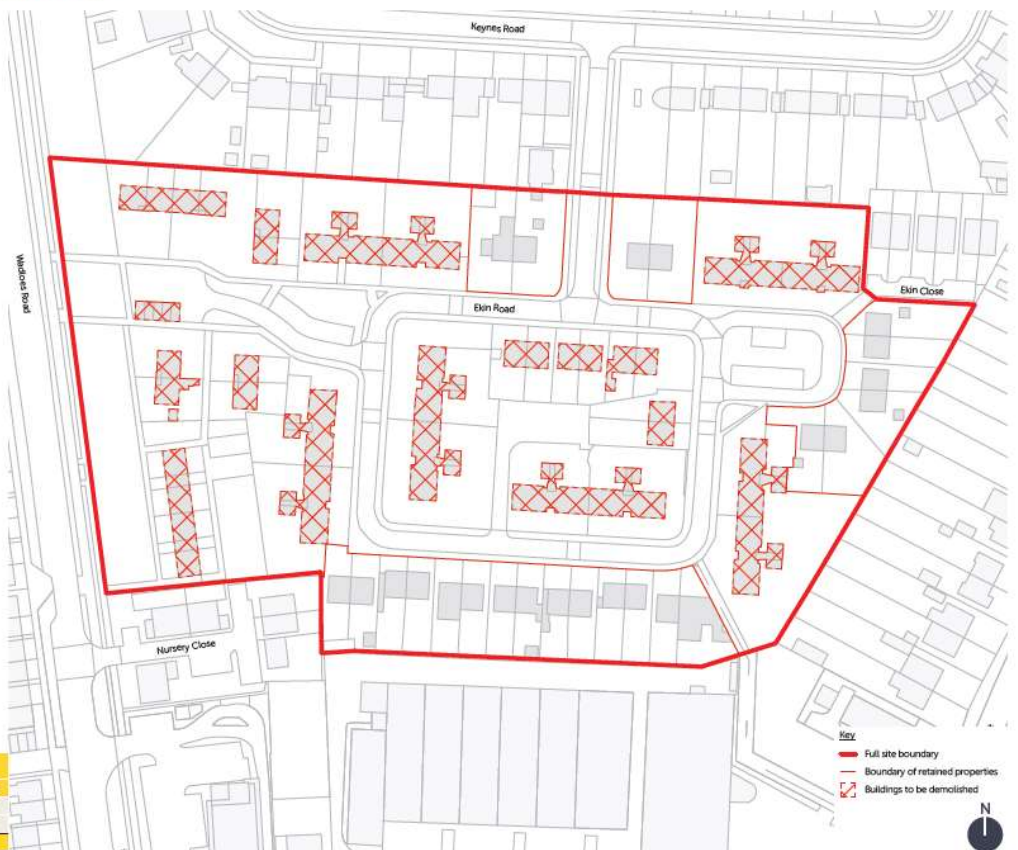 Keynes Road
Wadloes Road
Ekin Close
Ekin Road
Nursery Close
Key
Full site boundary
Boundary of retained properties
Buildings to be demolished
N